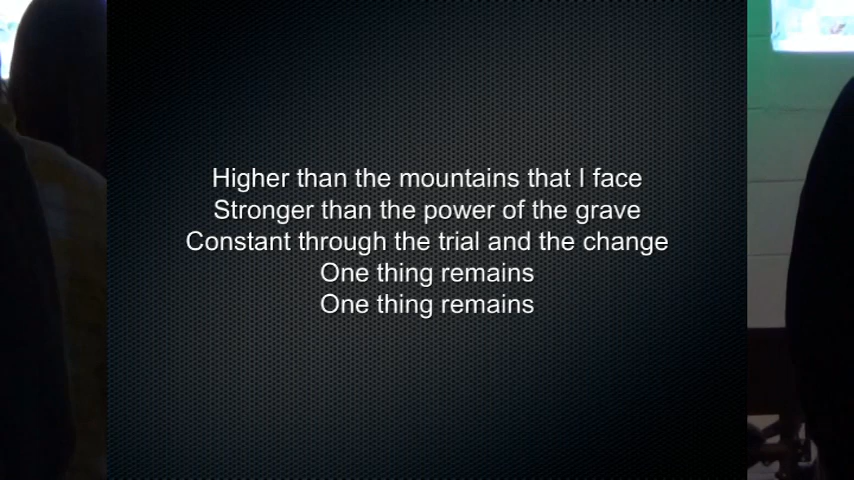 Higher than the mountains that I face
Stronger than the power of the grave
Constant through the trial and the change
One thing remains
One thing remains